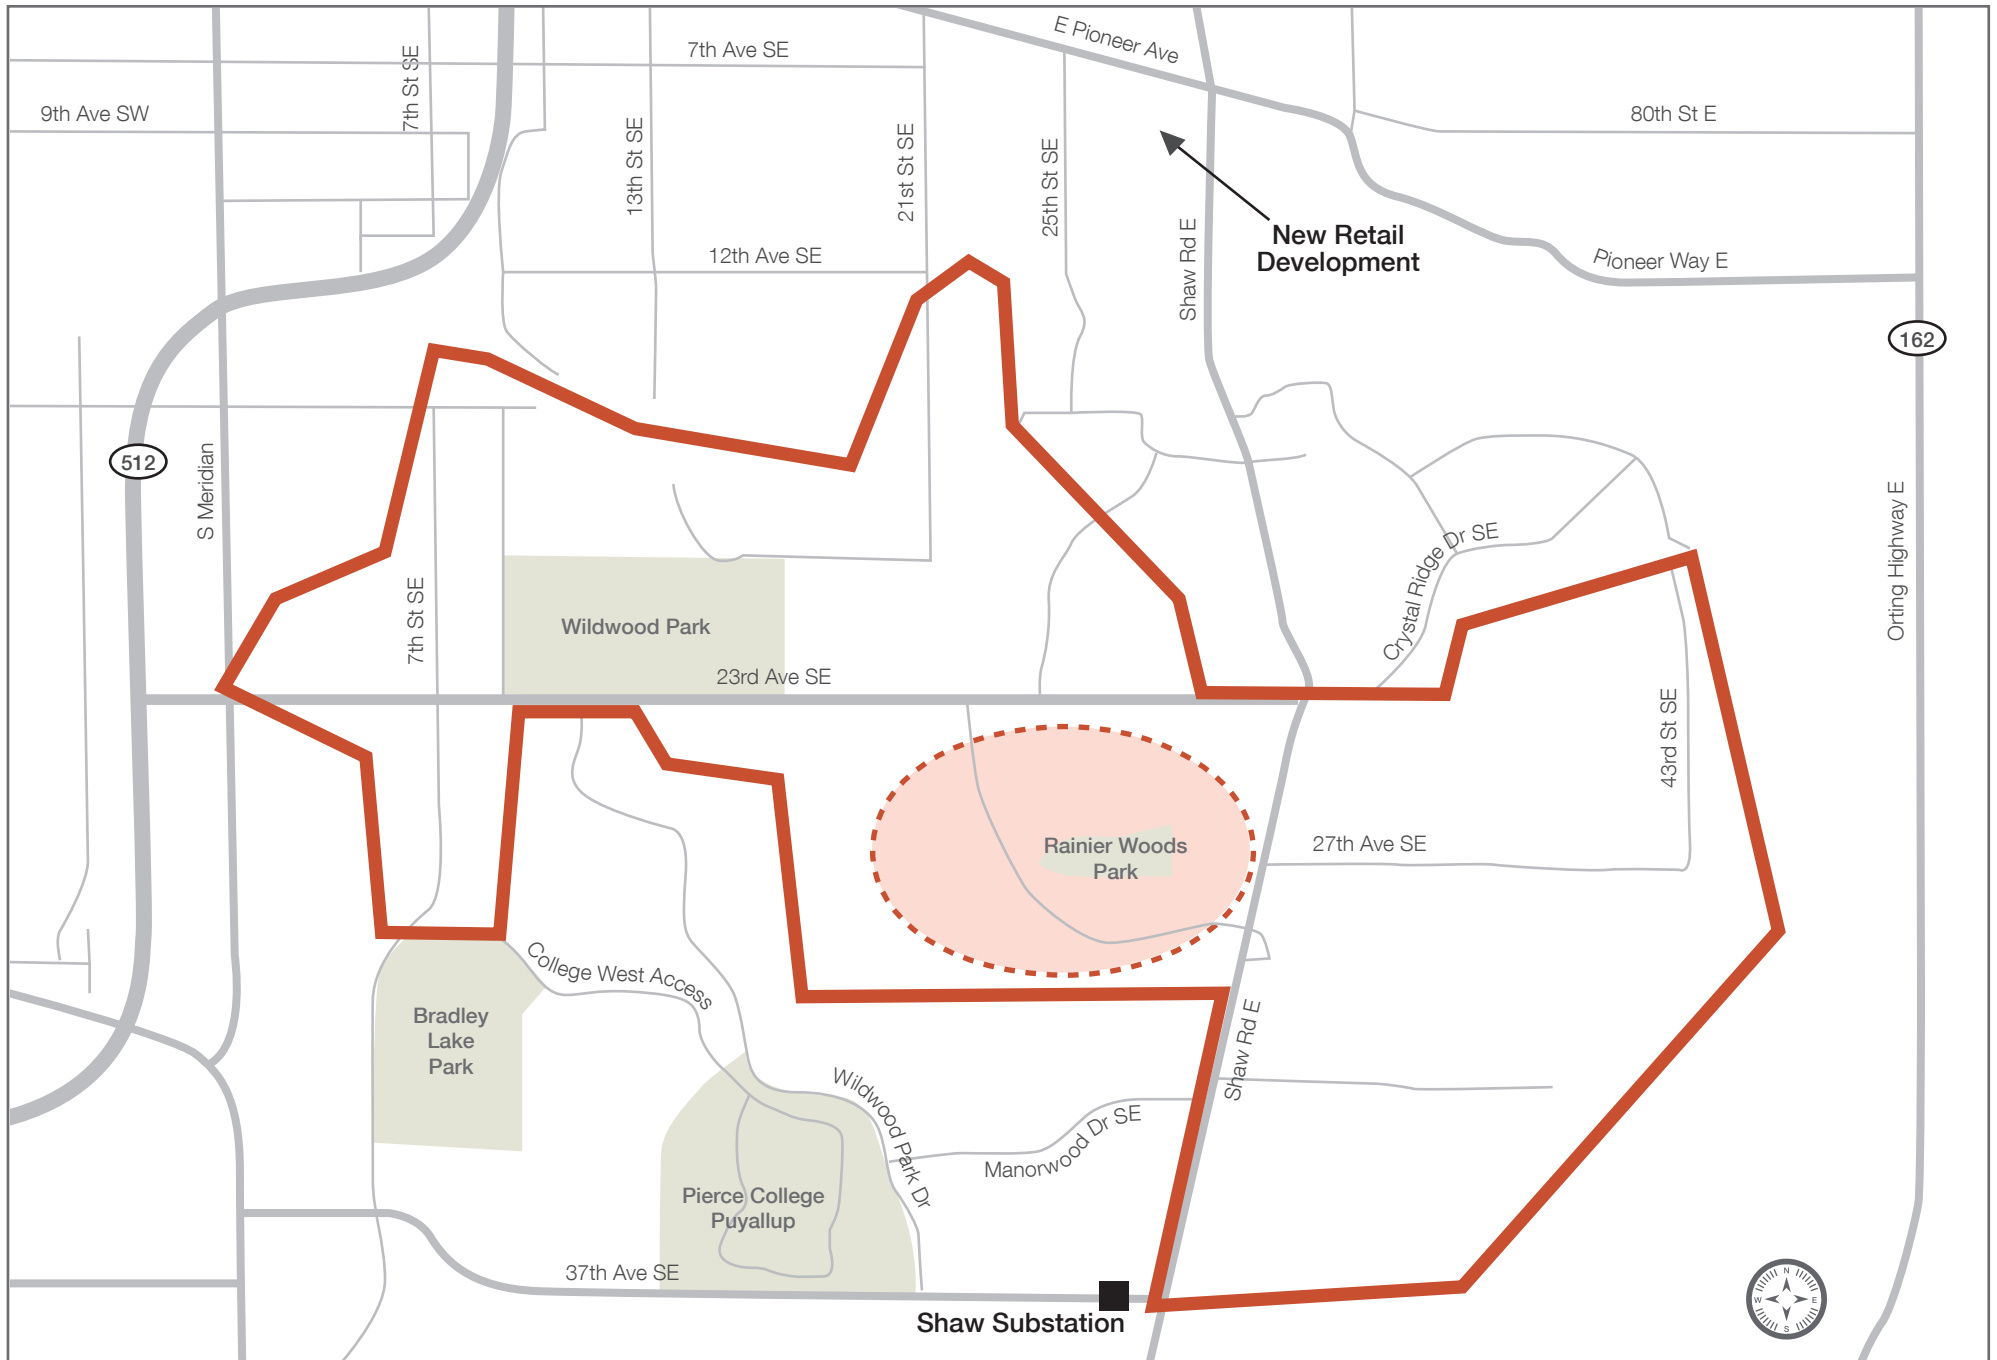 E Pioneer Ave
7th Ave SE
7th St SE
9th Ave SW
80th St E
13th St SE
21st St SE
25th St SE
Shaw Rd E
New Retail
Development
12th Ave SE
Pioneer Way E
162
512
S Meridian
Orting Highway E
Crystal Ridge Dr SE
7th St SE
Wildwood Park
23rd Ave SE
43rd St SE
Rainier Woods
Park
27th Ave SE
College West Access
Bradley
Lake
Park
Shaw Rd E
Wildwood Park Dr
Manorwood Dr SE
Pierce College
Puyallup
37th Ave SE
Shaw Substation
N
W
E
S